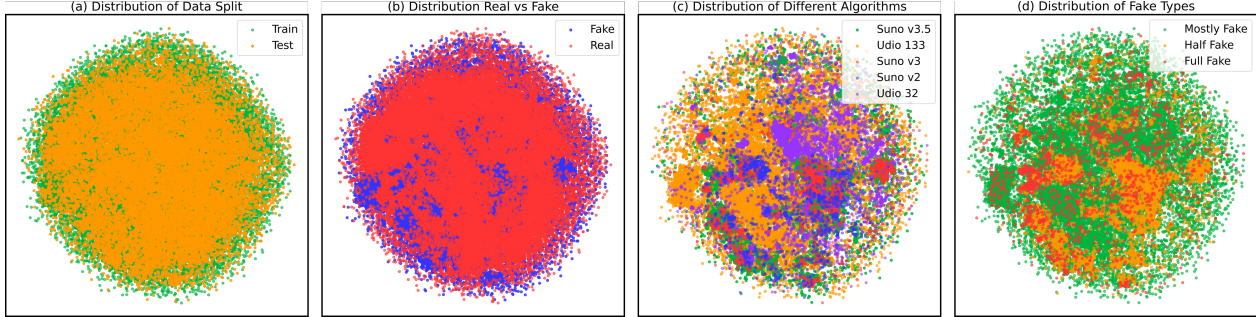 (a) Distribution of Data Split
Train
Test
(b) Distribution Real vs Fake
Fake
Real
(c) Distribution of Different Algorithms
Suno v3.5
Udio 133
Suno v3
Suno v2
Udio 32
(d) Distribution of Fake Types
Mostly Fake
Half Fake
Full Fake